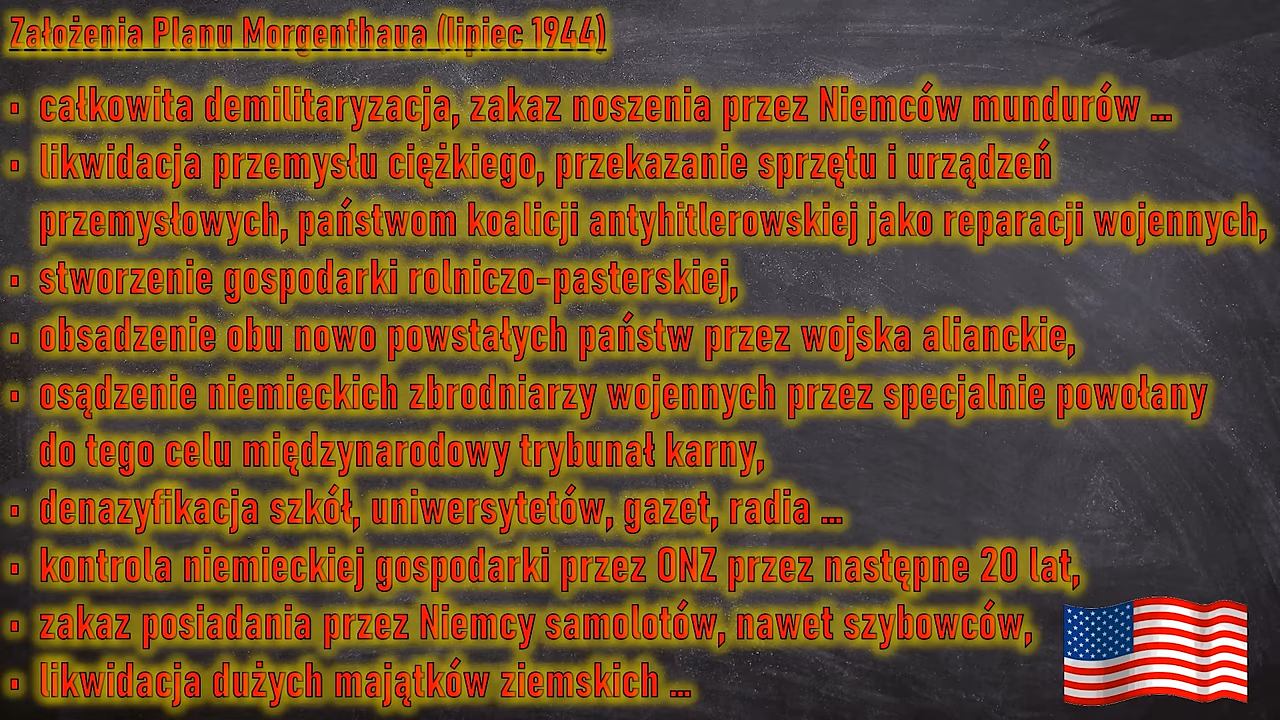 Założenia Planu Morgenthaua (lipiec 1944)
▪ całkowita demilitaryzacja, zakaz noszenia przez Niemców mundurów ...
▪ likwidacja przemysłu ciężkiego, przekazanie sprzętu i urządzeń
przemysłowych, państwom koalicji antyhitlerowskiej jako reparacji wojennych,
▪ stworzenie gospodarki rolniczo-pasterskiej,
▪ obsadzenie obu nowo powstałych państw przez wojska alianckie,
▪ osądzenie niemieckich zbrodniarzy wojennych przez specjalnie powołany
do tego celu międzynarodowy trybunał karny,
▪ denazyfikacja szkół, uniwersytetów, gazet, radia ...
▪ kontrola niemieckiej gospodarki przez ONZ przez następne 20 lat,
▪ zakaz posiadania przez Niemcy samolotów, nawet szybowców,
▪ likwidacja dużych majątków ziemskich ...